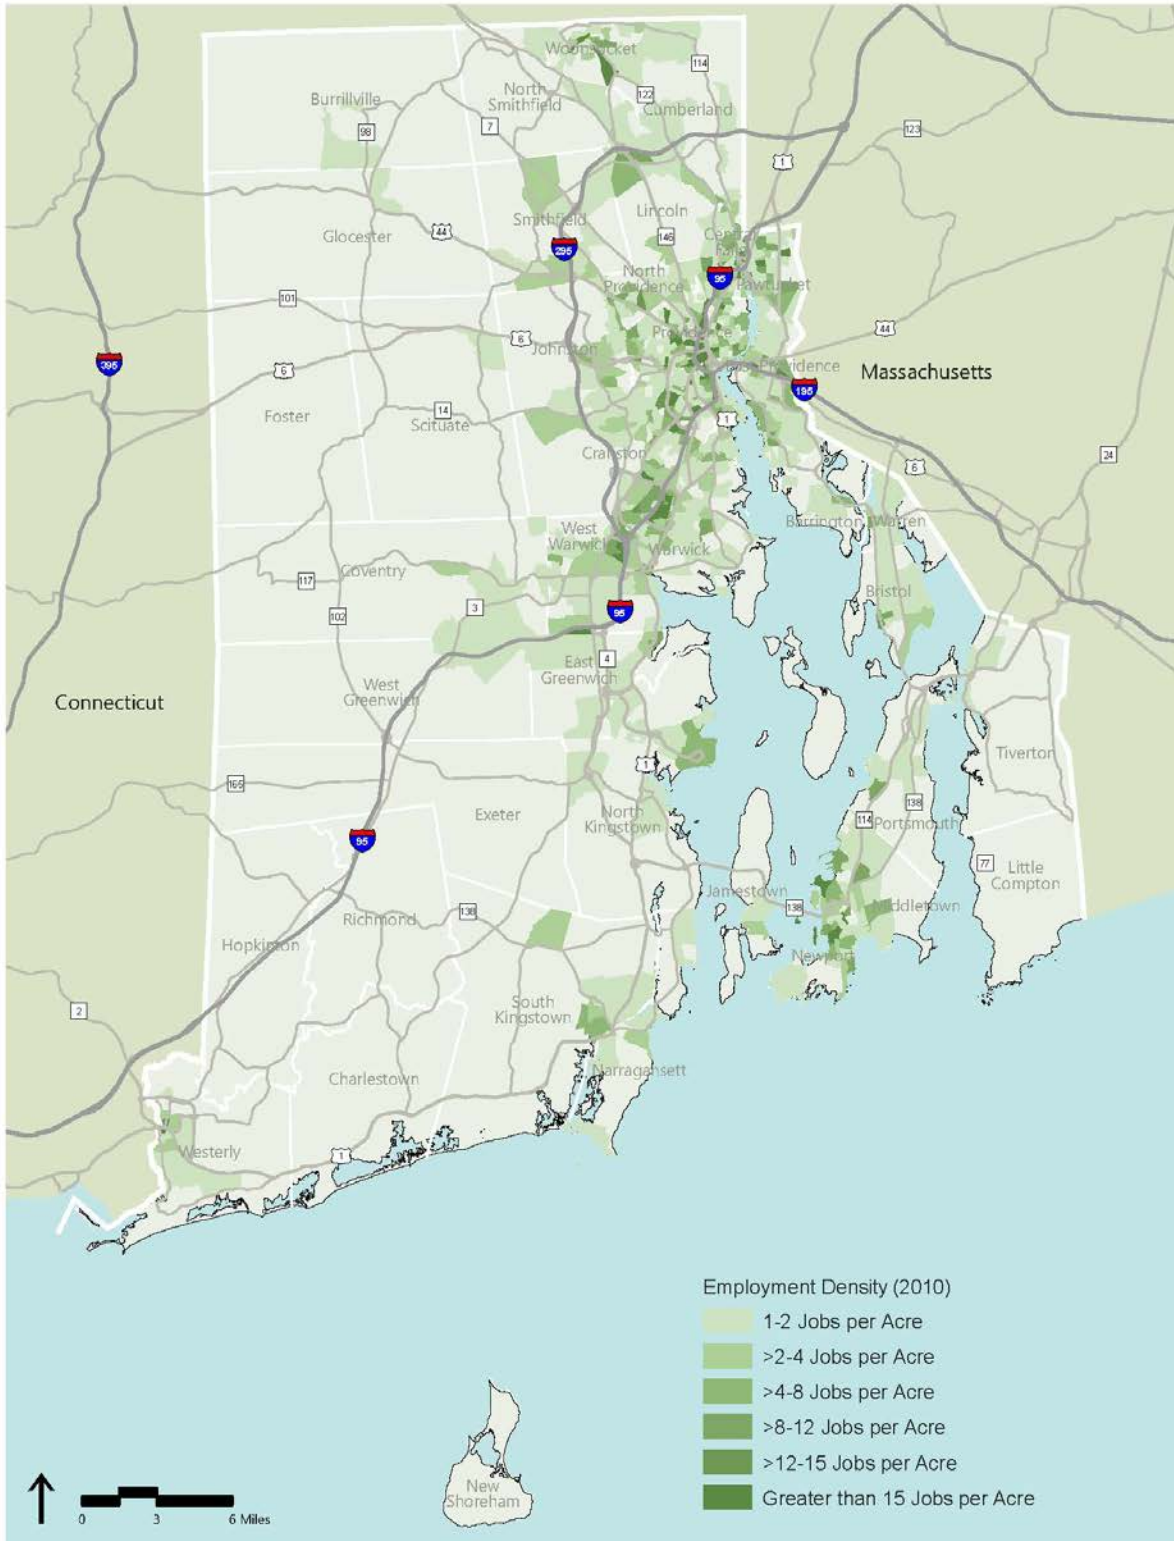 Woonsocket
114
122
Cumberland
North
Smithfield
7
Burrillville
98
123
1
Smithfield
Lincoln
146
44
295
Glocester
Central
Falls
95
Pawtucket
North
Providence
101
6
Johnston
Providence
44
395
6
East Providence
195
Massachusetts
Foster
14
Scituate
1
Cranston
24
6
West
Warwick
Warwick
Barrington
Warren
Coventry
117
3
102
95
Bristol
East
Greenwich
4
West
Greenwich
Connecticut
1
Tiverton
165
Exeter
North
Kingstown
138
114
Portsmouth
95
77
Little
Compton
Jamestown
138
Middletown
Richmond
138
Hopkinton
Newport
2
South
Kingstown
Narragansett
Charlestown
Westerly
1
Employment Density (2010)
1-2 Jobs per Acre
>2-4 Jobs per Acre
>4-8 Jobs per Acre
>8-12 Jobs per Acre
>12-15 Jobs per Acre
Greater than 15 Jobs per Acre
New
Shoreham
0 3 6 Miles